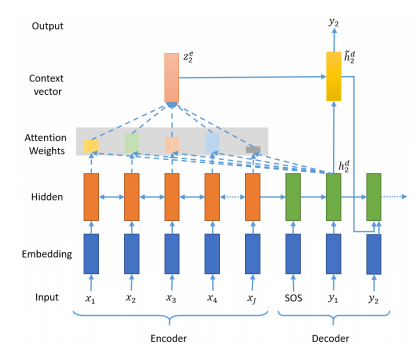 Output
y₂
z₂ᵉ
h̃₂ᵈ
Context
vector
Attention
Weights
h₂ᵈ
Hidden
Embedding
Input x₁ x₂ x₃ x₄ x_J SOS y₁ y₂
Encoder Decoder